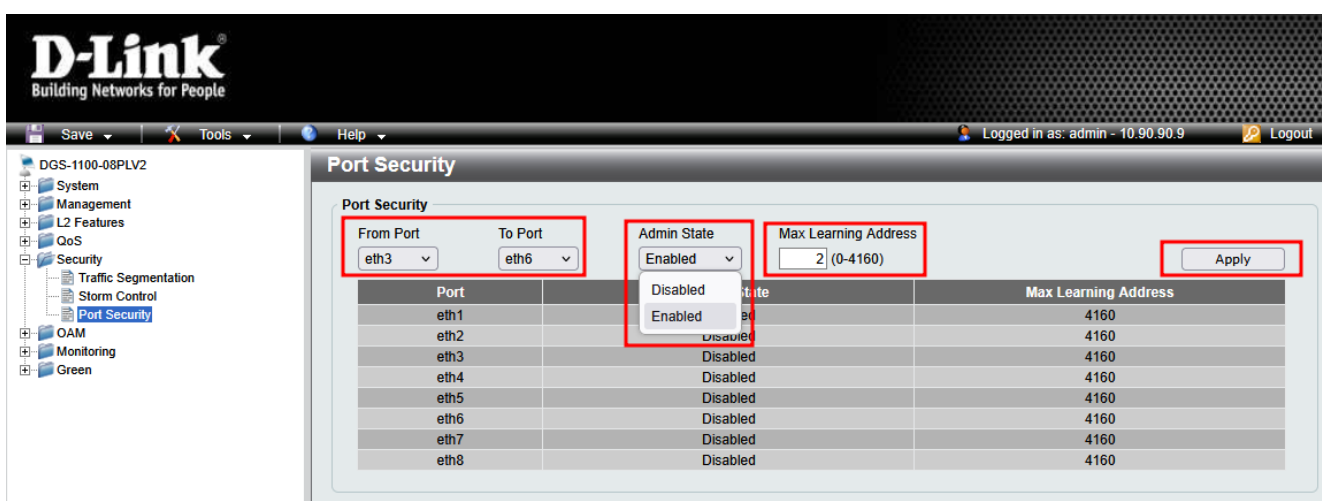 D-Link®
Building Networks for People
Save Tools Help Logged in as: admin - 10.90.90.9 Logout
DGS-1100-08PLV2
System
Management
L2 Features
QoS
Security
Traffic Segmentation
Storm Control
Port Security
OAM
Monitoring
Green
Port Security
Port Security
From Port To Port Admin State Max Learning Address
eth3 eth6 Enabled 2 (0-4160) Apply
Disabled
Enabled
Port Max Learning Address
eth1 4160
eth2 Disabled 4160
eth3 Disabled 4160
eth4 Disabled 4160
eth5 Disabled 4160
eth6 Disabled 4160
eth7 Disabled 4160
eth8 Disabled 4160